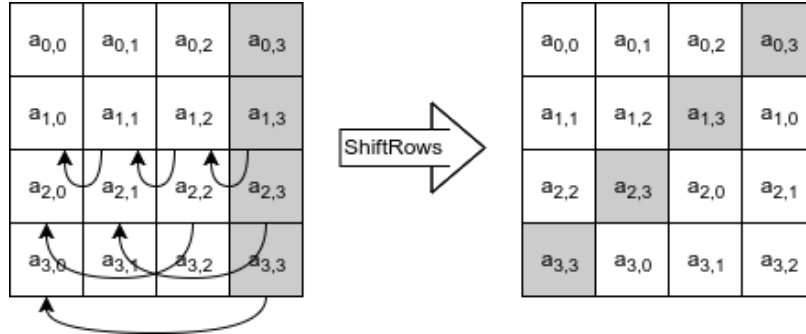 a0,0 a0,1 a0,2 a0,3 a0,0 a0,1 a0,2 a0,3
a1,0 a1,1 a1,2 a1,3 a1,1 a1,2 a1,3 a1,0
ShiftRows
a2,0 a2,1 a2,2 a2,3 a2,2 a2,3 a2,0 a2,1
a3,0 a3,1 a3,2 a3,3 a3,3 a3,0 a3,1 a3,2